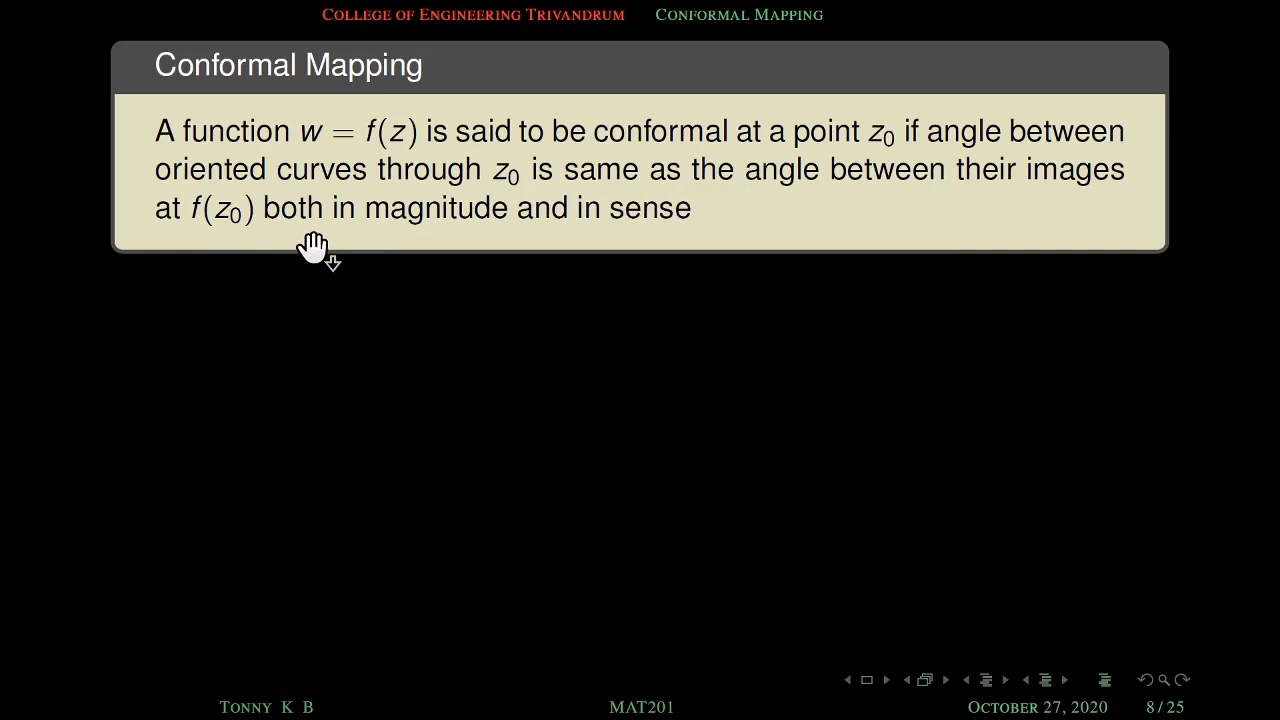 College of Engineering Trivandrum Conformal Mapping
Conformal Mapping
A function w = f(z) is said to be conformal at a point z₀ if angle between
oriented curves through z₀ is same as the angle between their images
at f(z₀) both in magnitude and in sense
Tonny K B MAT201 October 27, 2020 8 / 25